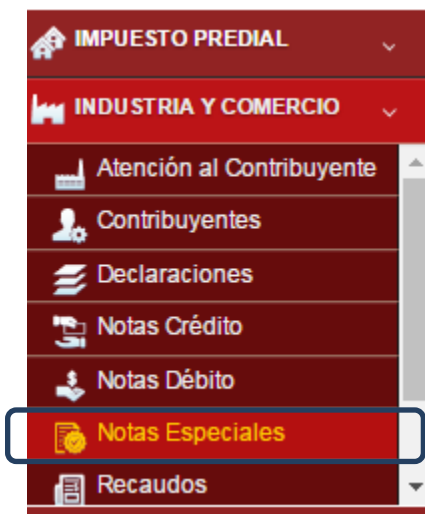 IMPUESTO PREDIAL
INDUSTRIA Y COMERCIO
Atención al Contribuyente
Contribuyentes
Declaraciones
Notas Crédito
Notas Débito
Notas Especiales
Recaudos